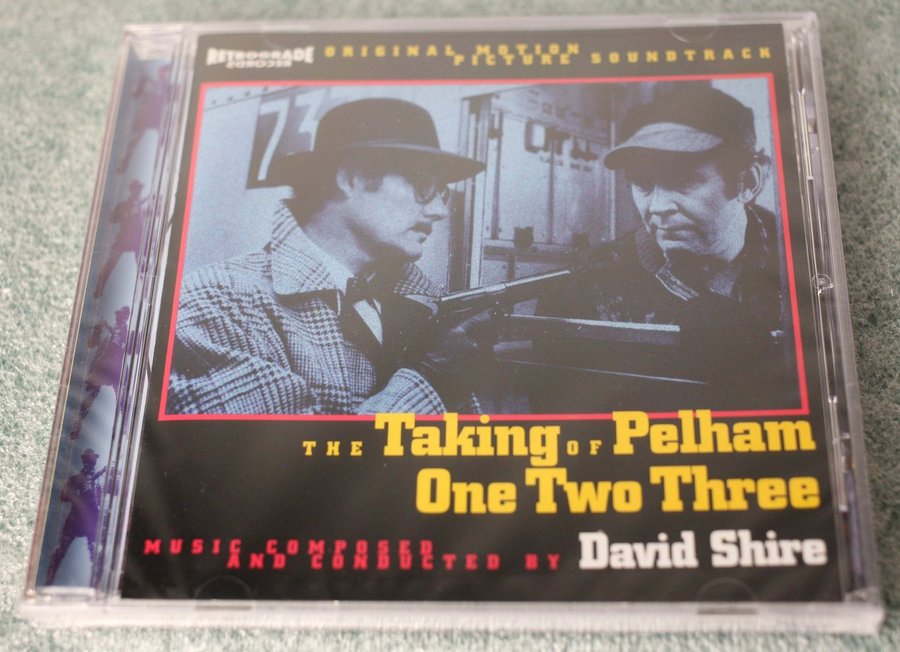 RETROGRADE
RECORDS
ORIGINAL MOTION
PICTURE SOUNDTRACK
73
THE Taking OF Pelham
One Two Three
MUSIC COMPOSED
AND CONDUCTED BY David Shire